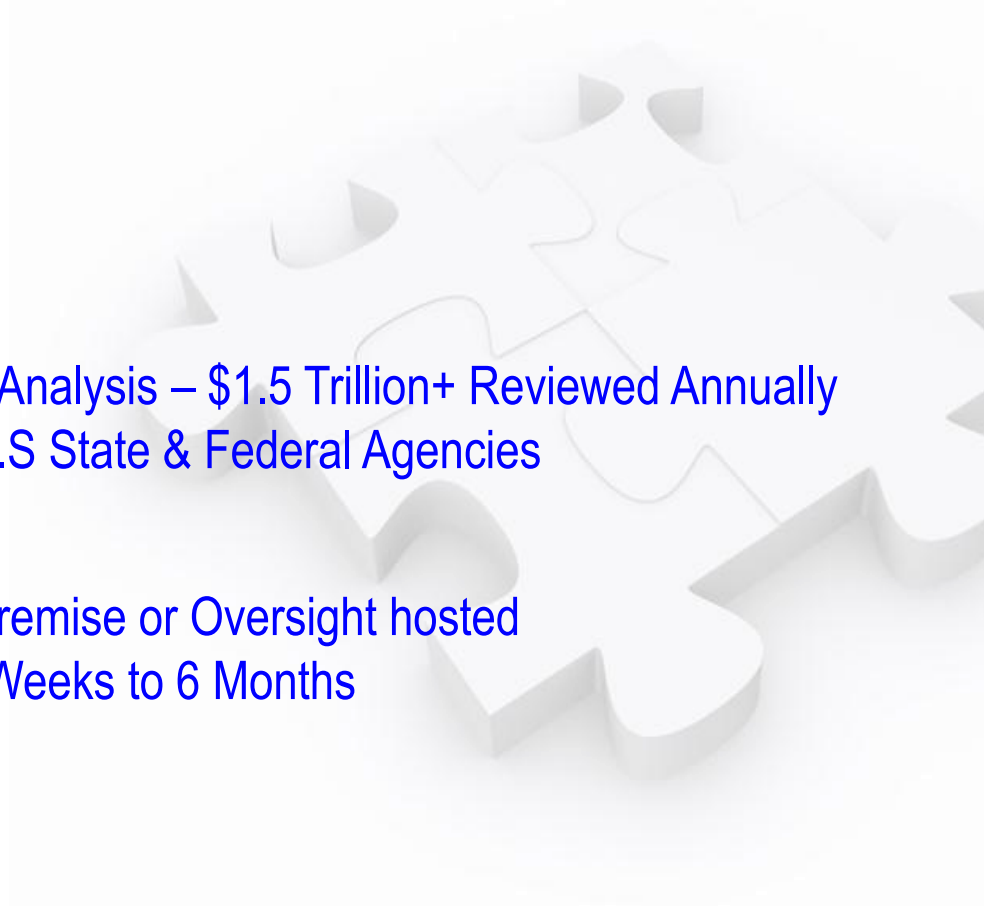 Analysis – $1.5 Trillion+ Reviewed Annually
.S State & Federal Agencies
remise or Oversight hosted
Weeks to 6 Months